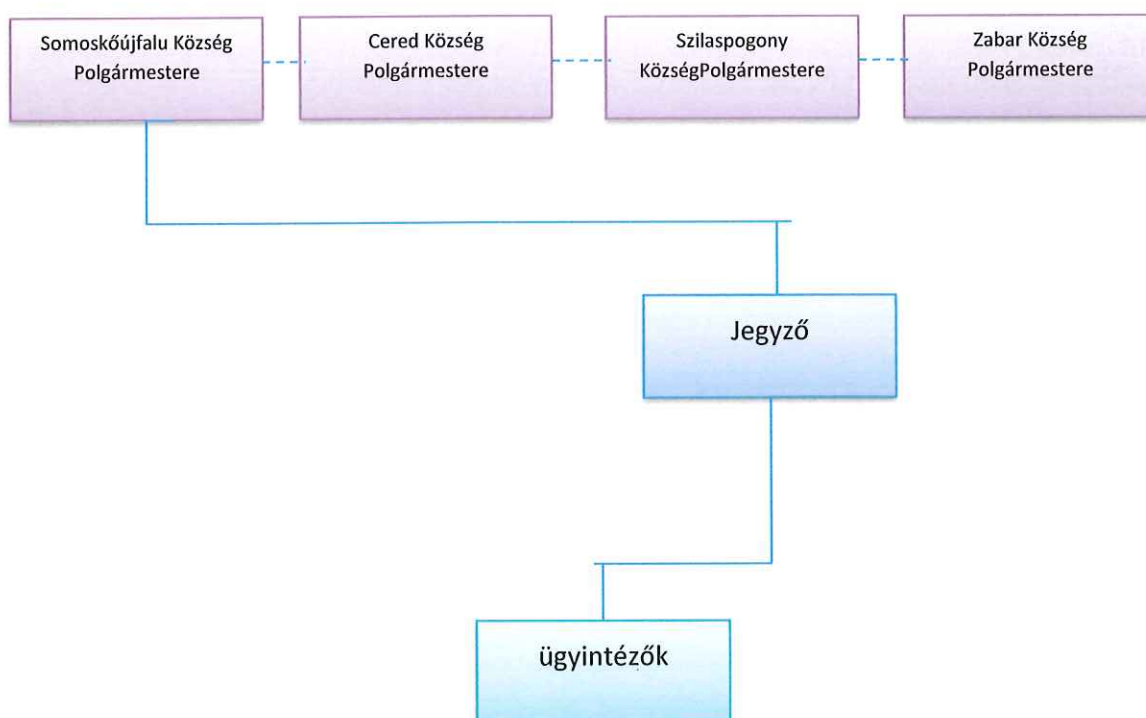 Somoskőújfalu Község
Polgármestere
Cered Község
Polgármestere
Szilaspogony
KözségPolgármestere
Zabar Község
Polgármestere
Jegyző
ügyintézők